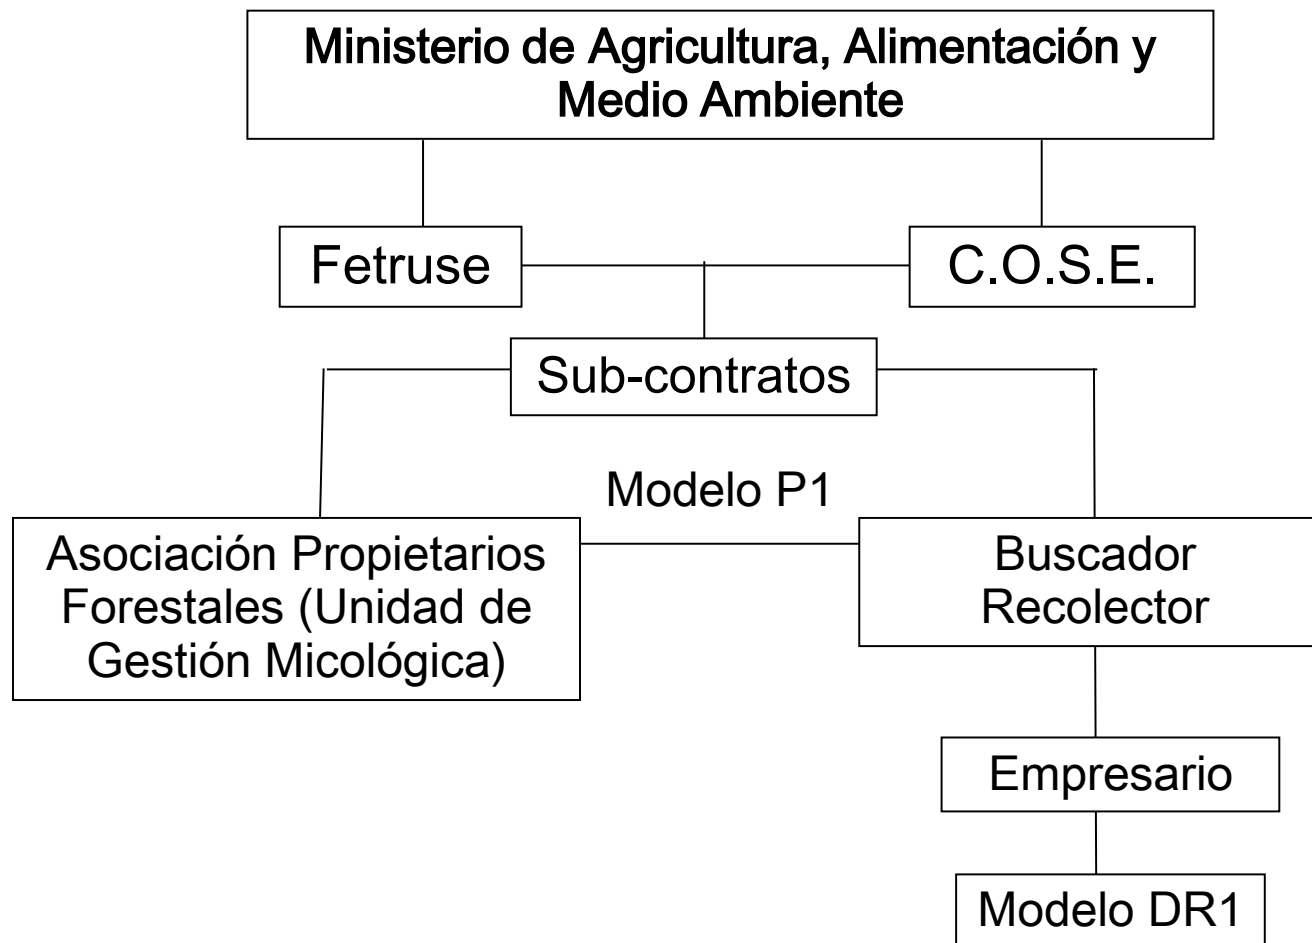 Ministerio de Agricultura, Alimentación y
Medio Ambiente
Fetruse
C.O.S.E.
Sub-contratos
Modelo P1
Asociación Propietarios
Forestales (Unidad de
Gestión Micológica)
Buscador
Recolector
Empresario
Modelo DR1